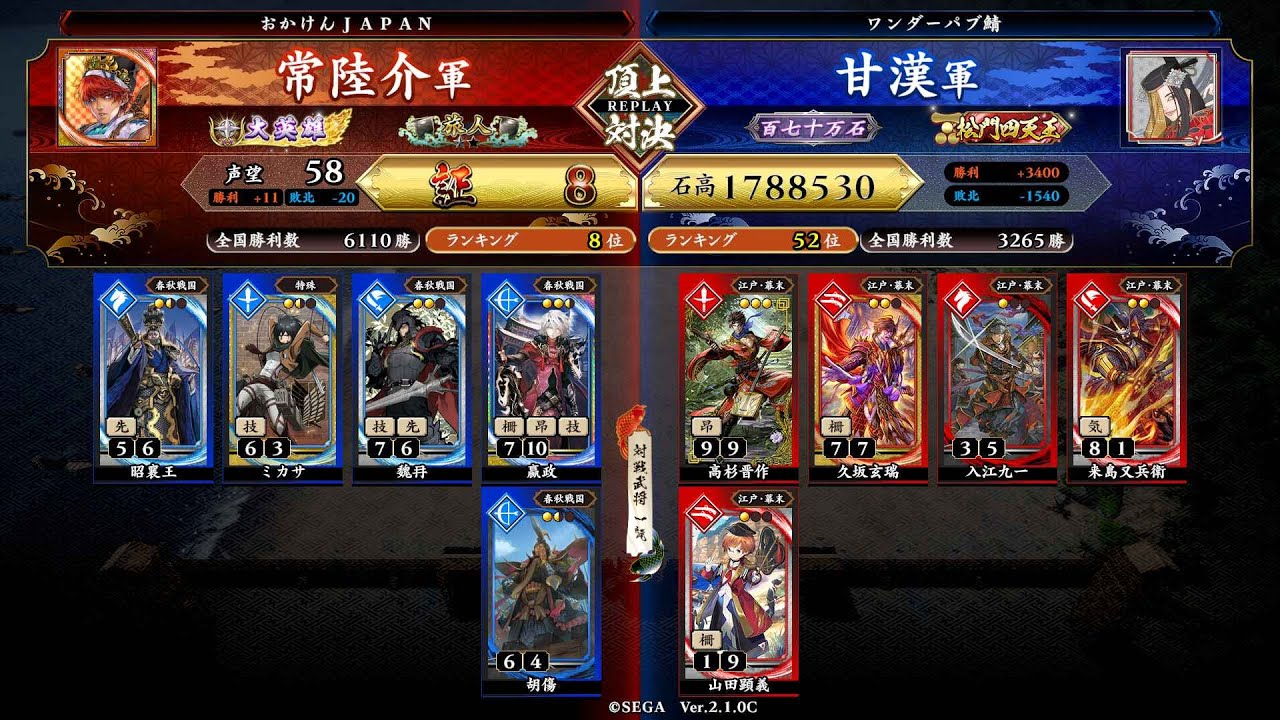 おかけんJAPAN
ワンダーパブ鯖
常陸介軍
頂上
REPLAY
対決
甘漢軍
大英雄
旅人
百七十万石
松門四天王
声望 58
勝利 +11 敗北 -20
証 8
石高 1788530
勝利 +3400
敗北 -1540
全国勝利数 6110勝
ランキング 8位
ランキング 52位
全国勝利数 3265勝
春秋戦国
特殊
春秋戦国
春秋戦国
江戸・幕末
江戸・幕末
江戸・幕末
江戸・幕末
先
技
技 先
柵 昂 技
昂
柵
気
5 6
6 3
7 6
7 10
9 9
7 7
3 5
8 1
昭襄王
ミカサ
魏冄
嬴政
高杉晋作
久坂玄瑞
入江九一
来島又兵衛
対戦武将一覧
春秋戦国
江戸・幕末
柵
6 4
1 9
胡傷
山田顕義
©SEGA Ver.2.1.0C